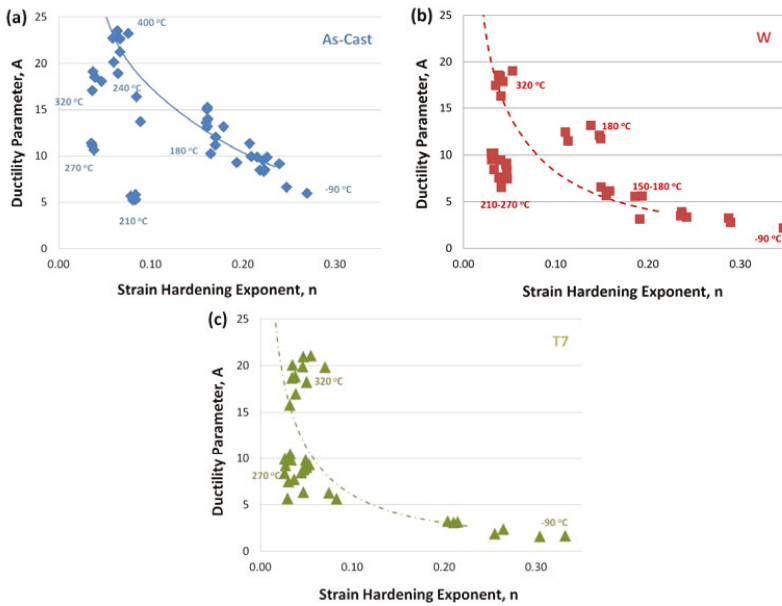 (a)
As-Cast
Ductility Parameter, A
25
20
15
10
5
0
400 °C
240 °C
320 °C
270 °C
180 °C
210 °C
-90 °C
0.00 0.10 0.20 0.30
Strain Hardening Exponent, n
(b)
W
Ductility Parameter, A
25
20
15
10
5
0
320 °C
180 °C
150-180 °C
210-270 °C
-90 °C
0.00 0.10 0.20 0.30
Strain Hardening Exponent, n
(c)
T7
Ductility Parameter, A
25
20
15
10
5
0
320 °C
270 °C
-90 °C
0.00 0.10 0.20 0.30
Strain Hardening Exponent, n